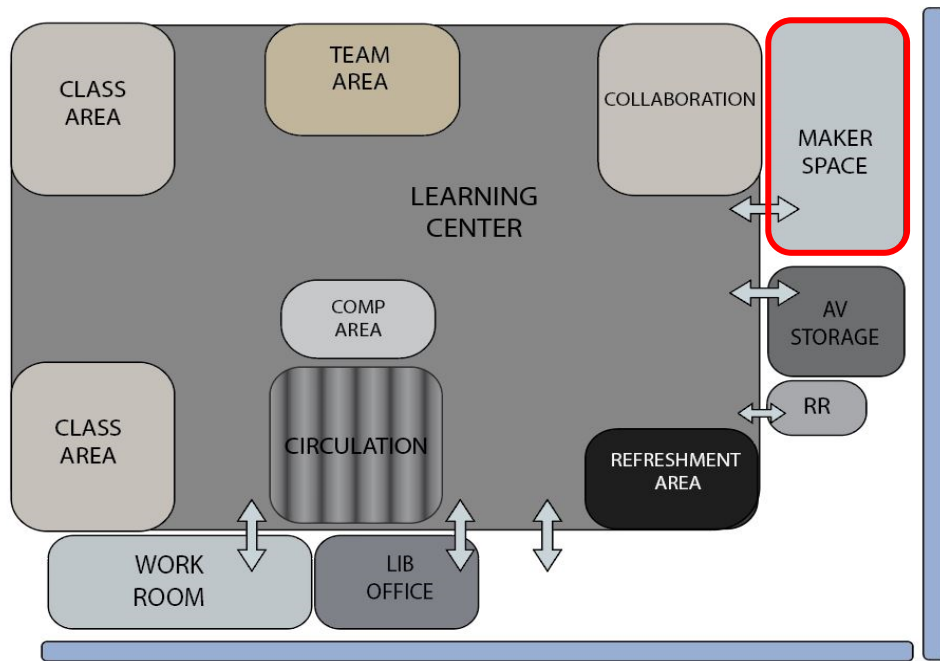 CLASS
AREA
TEAM
AREA
COLLABORATION
MAKER
SPACE
LEARNING
CENTER
COMP
AREA
AV
STORAGE
CLASS
AREA
CIRCULATION
RR
REFRESHMENT
AREA
WORK
ROOM
LIB
OFFICE